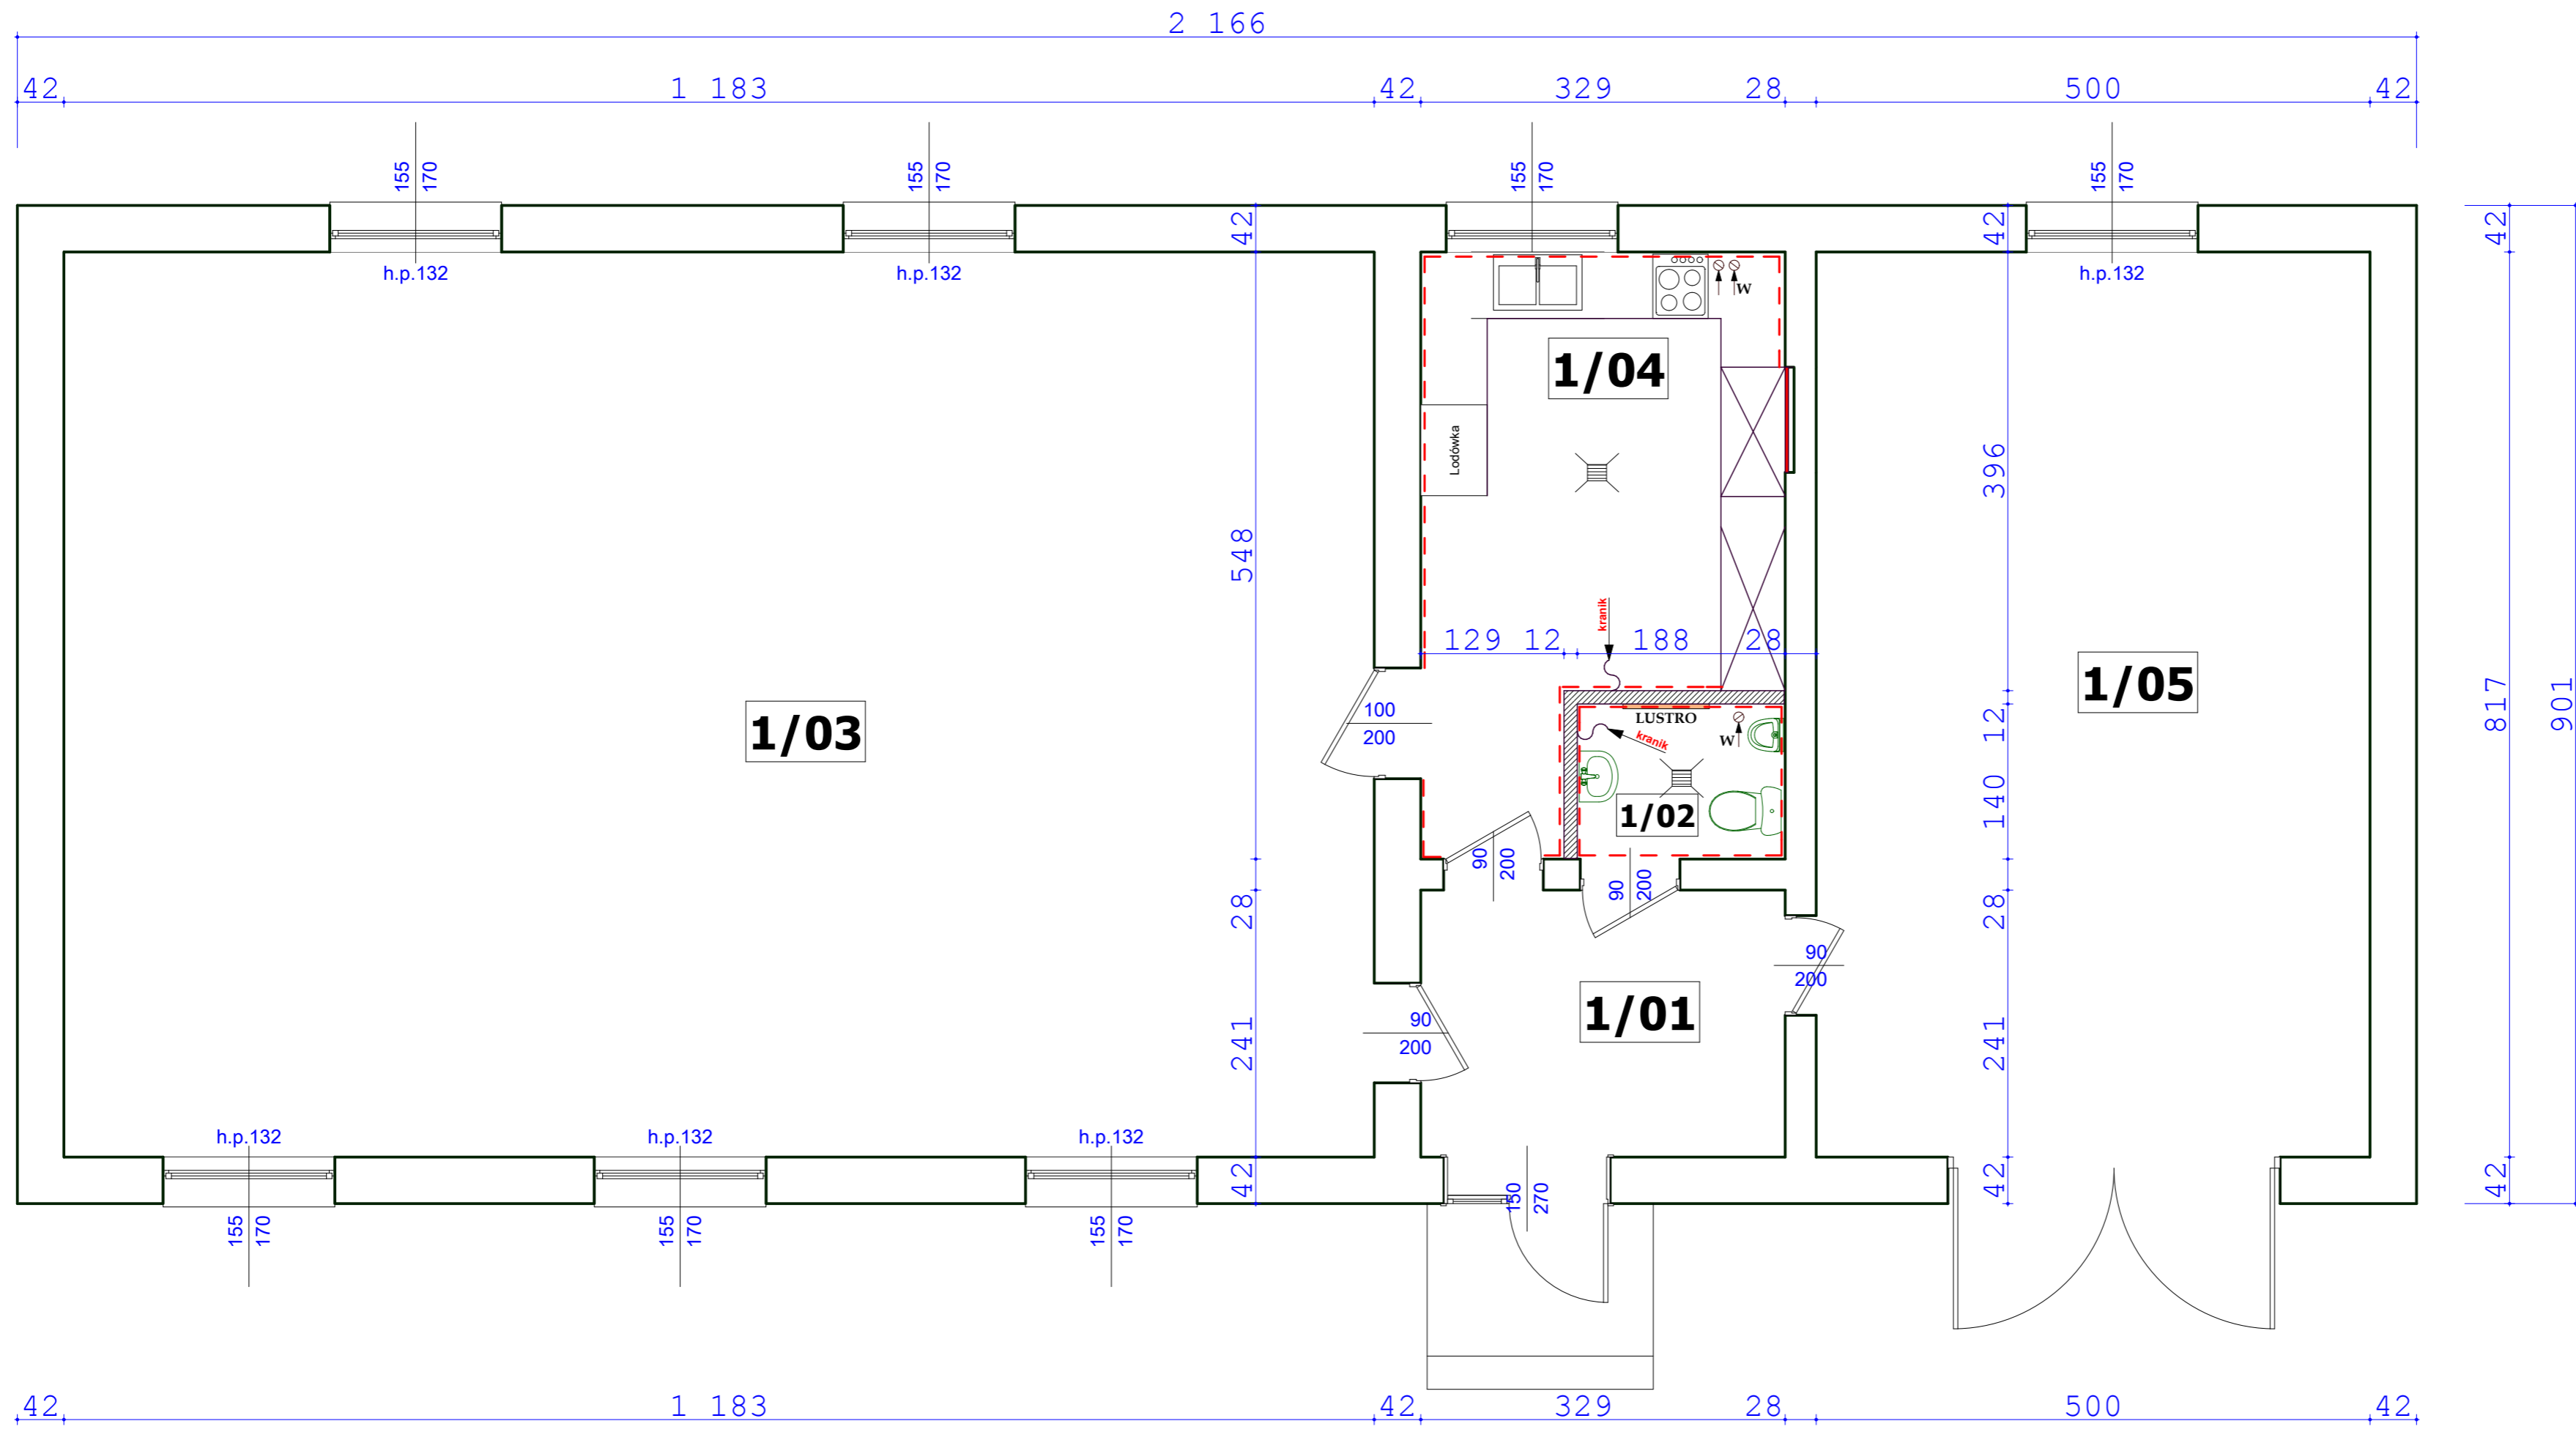 2 166
42 1 183 42 329 28 500 42
155 170
155 170
155 170
155 170
h.p.132
h.p.132
h.p.132
42
42
42
W
1/04
Lodówka
396
548
kranik
129 12 188 28
1/03
1/05
817
901
100
200
LUSTRO
W
kranik
12
1/02
140
90
200
90
200
28
28
90
200
1/01
90
200
241
241
h.p.132
h.p.132
h.p.132
42
42
42
150
270
155 170
155 170
155 170
42 1 183 42 329 28 500 42